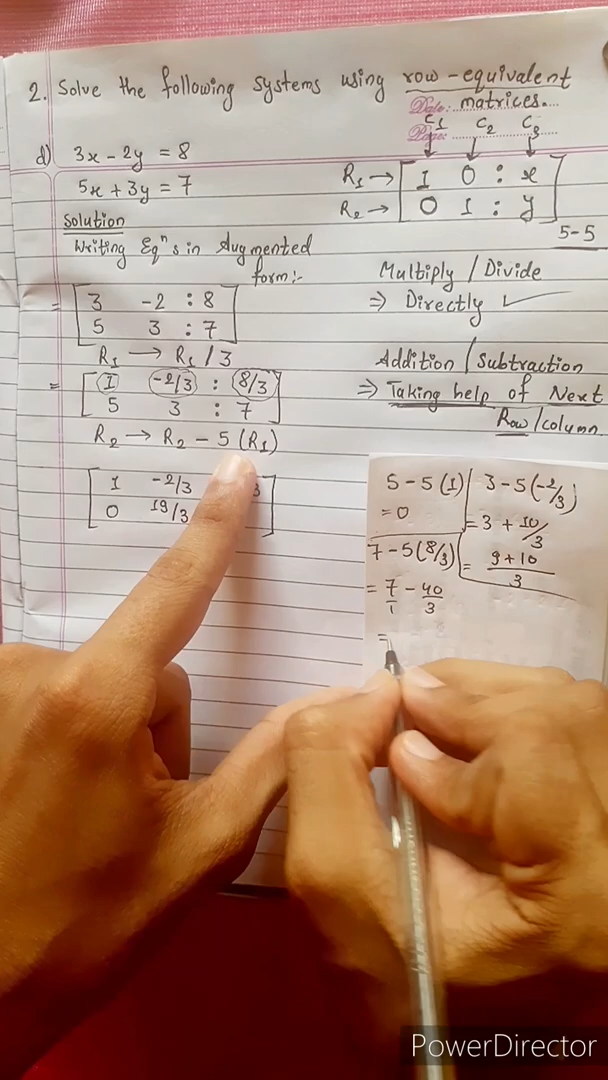 2. Solve the following systems using row-equivalent
Date: matrices.
Page:
C1 C2 C3
d) 3x - 2y = 8
5x + 3y = 7
R1 → [ 1 0 : x ]
R2 → [ 0 1 : y ]
5-5
Solution
Writing Eqns in Augmented
form:-
= [ 3 -2 : 8
5 3 : 7 ]
R1 → R1 / 3
= [ 1 -2/3 : 8/3
5 3 : 7 ]
R2 → R2 - 5 (R1)
[ 1 -2/3 3
0 19/3 ]
Multiply / Divide
⇒ Directly ✓
Addition / Subtraction
⇒ Taking help of Next
Row/column
5 - 5 (1)
= 0
3 - 5(-2/3)
= 3 + 10/3
= 9 + 10 / 3
7 - 5(8/3)
= 7/1 - 40/3
=
PowerDirector